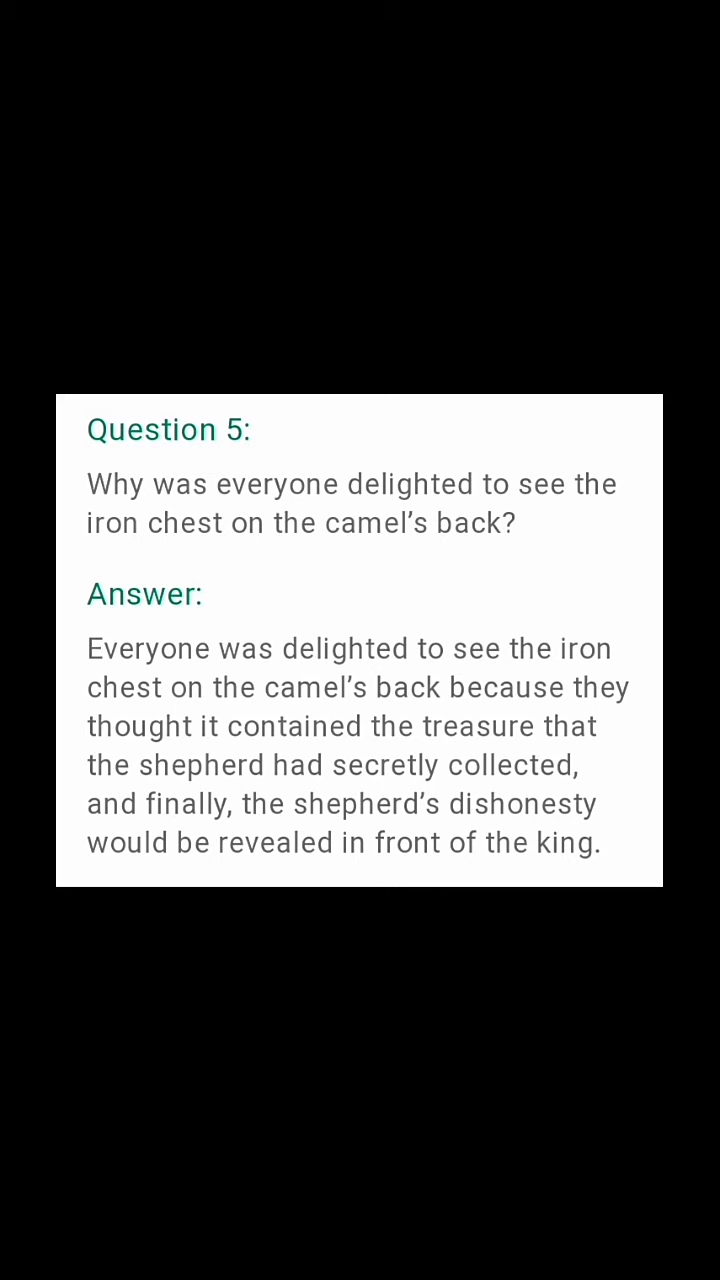 Question 5:
Why was everyone delighted to see the
iron chest on the camel’s back?
Answer:
Everyone was delighted to see the iron
chest on the camel’s back because they
thought it contained the treasure that
the shepherd had secretly collected,
and finally, the shepherd’s dishonesty
would be revealed in front of the king.